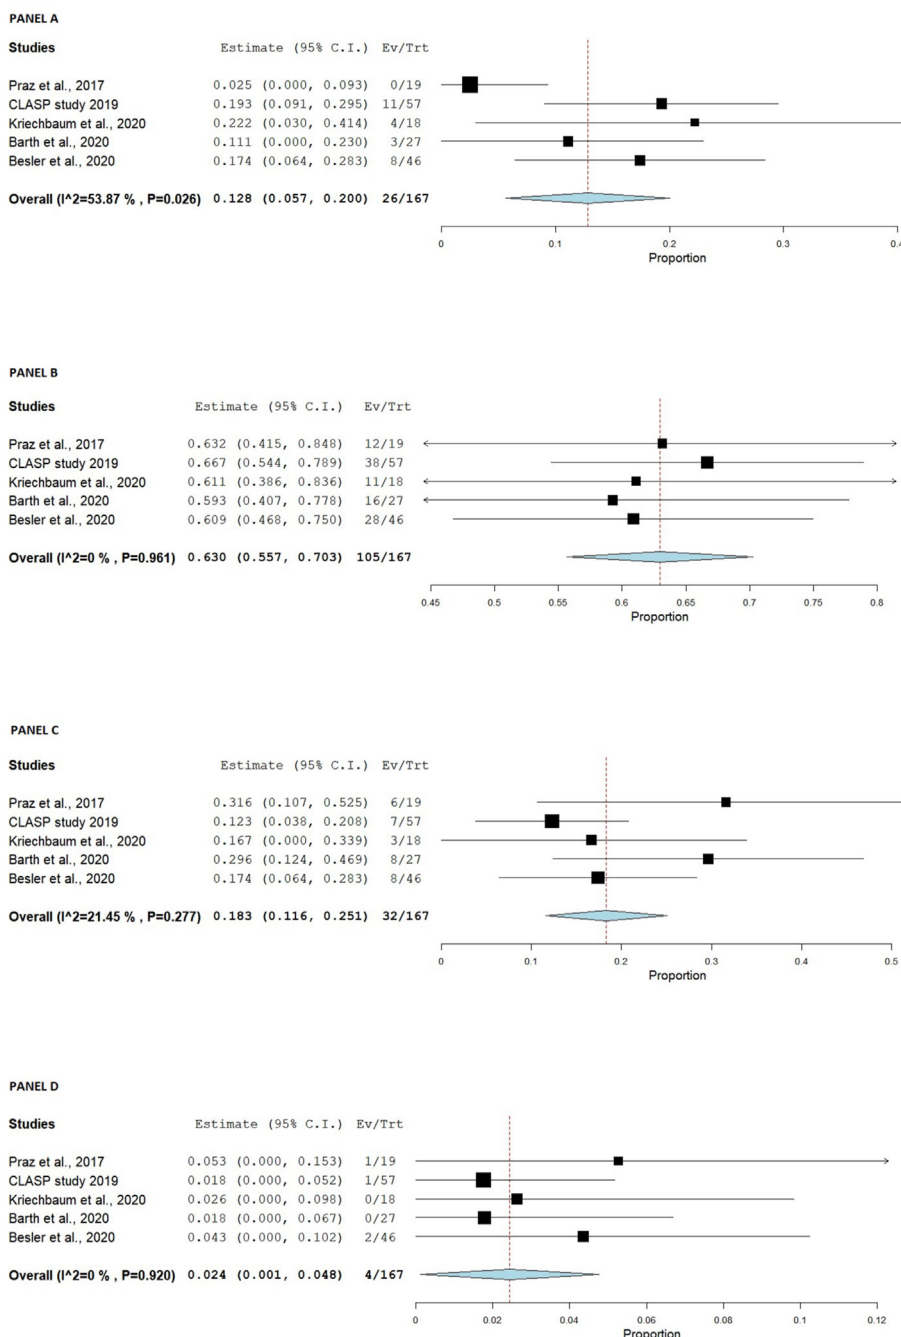 PANEL A
Studies Estimate (95% C.I.) Ev/Trt
Praz et al., 2017 0.025 (0.000, 0.093) 0/19
CLASP study 2019 0.193 (0.091, 0.295) 11/57
Kriechbaum et al., 2020 0.222 (0.030, 0.414) 4/18
Barth et al., 2020 0.111 (0.000, 0.230) 3/27
Besler et al., 2020 0.174 (0.064, 0.283) 8/46
Overall (I^2=53.87 % , P=0.026) 0.128 (0.057, 0.200) 26/167
0 0.1 0.2 0.3 0.4
Proportion
PANEL B
Studies Estimate (95% C.I.) Ev/Trt
Praz et al., 2017 0.632 (0.415, 0.848) 12/19
CLASP study 2019 0.667 (0.544, 0.789) 38/57
Kriechbaum et al., 2020 0.611 (0.386, 0.836) 11/18
Barth et al., 2020 0.593 (0.407, 0.778) 16/27
Besler et al., 2020 0.609 (0.468, 0.750) 28/46
Overall (I^2=0 % , P=0.961) 0.630 (0.557, 0.703) 105/167
0.45 0.5 0.55 0.6 0.65 0.7 0.75 0.8
Proportion
PANEL C
Studies Estimate (95% C.I.) Ev/Trt
Praz et al., 2017 0.316 (0.107, 0.525) 6/19
CLASP study 2019 0.123 (0.038, 0.208) 7/57
Kriechbaum et al., 2020 0.167 (0.000, 0.339) 3/18
Barth et al., 2020 0.296 (0.124, 0.469) 8/27
Besler et al., 2020 0.174 (0.064, 0.283) 8/46
Overall (I^2=21.45 % , P=0.277) 0.183 (0.116, 0.251) 32/167
0 0.1 0.2 0.3 0.4 0.5
Proportion
PANEL D
Studies Estimate (95% C.I.) Ev/Trt
Praz et al., 2017 0.053 (0.000, 0.153) 1/19
CLASP study 2019 0.018 (0.000, 0.052) 1/57
Kriechbaum et al., 2020 0.026 (0.000, 0.098) 0/18
Barth et al., 2020 0.018 (0.000, 0.067) 0/27
Besler et al., 2020 0.043 (0.000, 0.102) 2/46
Overall (I^2=0 % , P=0.920) 0.024 (0.001, 0.048) 4/167
0 0.02 0.04 0.06 0.08 0.1 0.12
Proportion